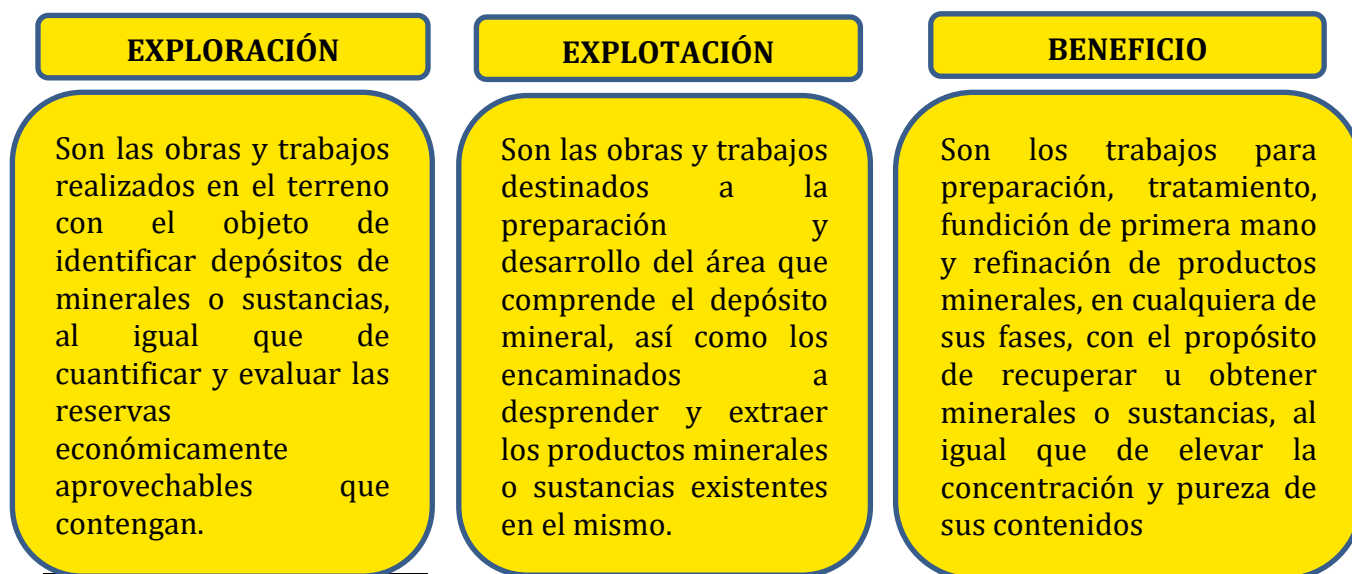 EXPLORACIÓN
Son las obras y trabajos
realizados en el terreno
con el objeto de
identificar depósitos de
minerales o sustancias,
al igual que de
cuantificar y evaluar las
reservas
económicamente
aprovechables que
contengan.
EXPLOTACIÓN
Son las obras y trabajos
destinados a la
preparación y
desarrollo del área que
comprende el depósito
mineral, así como los
encaminados a
desprender y extraer
los productos minerales
o sustancias existentes
en el mismo.
BENEFICIO
Son los trabajos para
preparación, tratamiento,
fundición de primera mano
y refinación de productos
minerales, en cualquiera de
sus fases, con el propósito
de recuperar u obtener
minerales o sustancias, al
igual que de elevar la
concentración y pureza de
sus contenidos